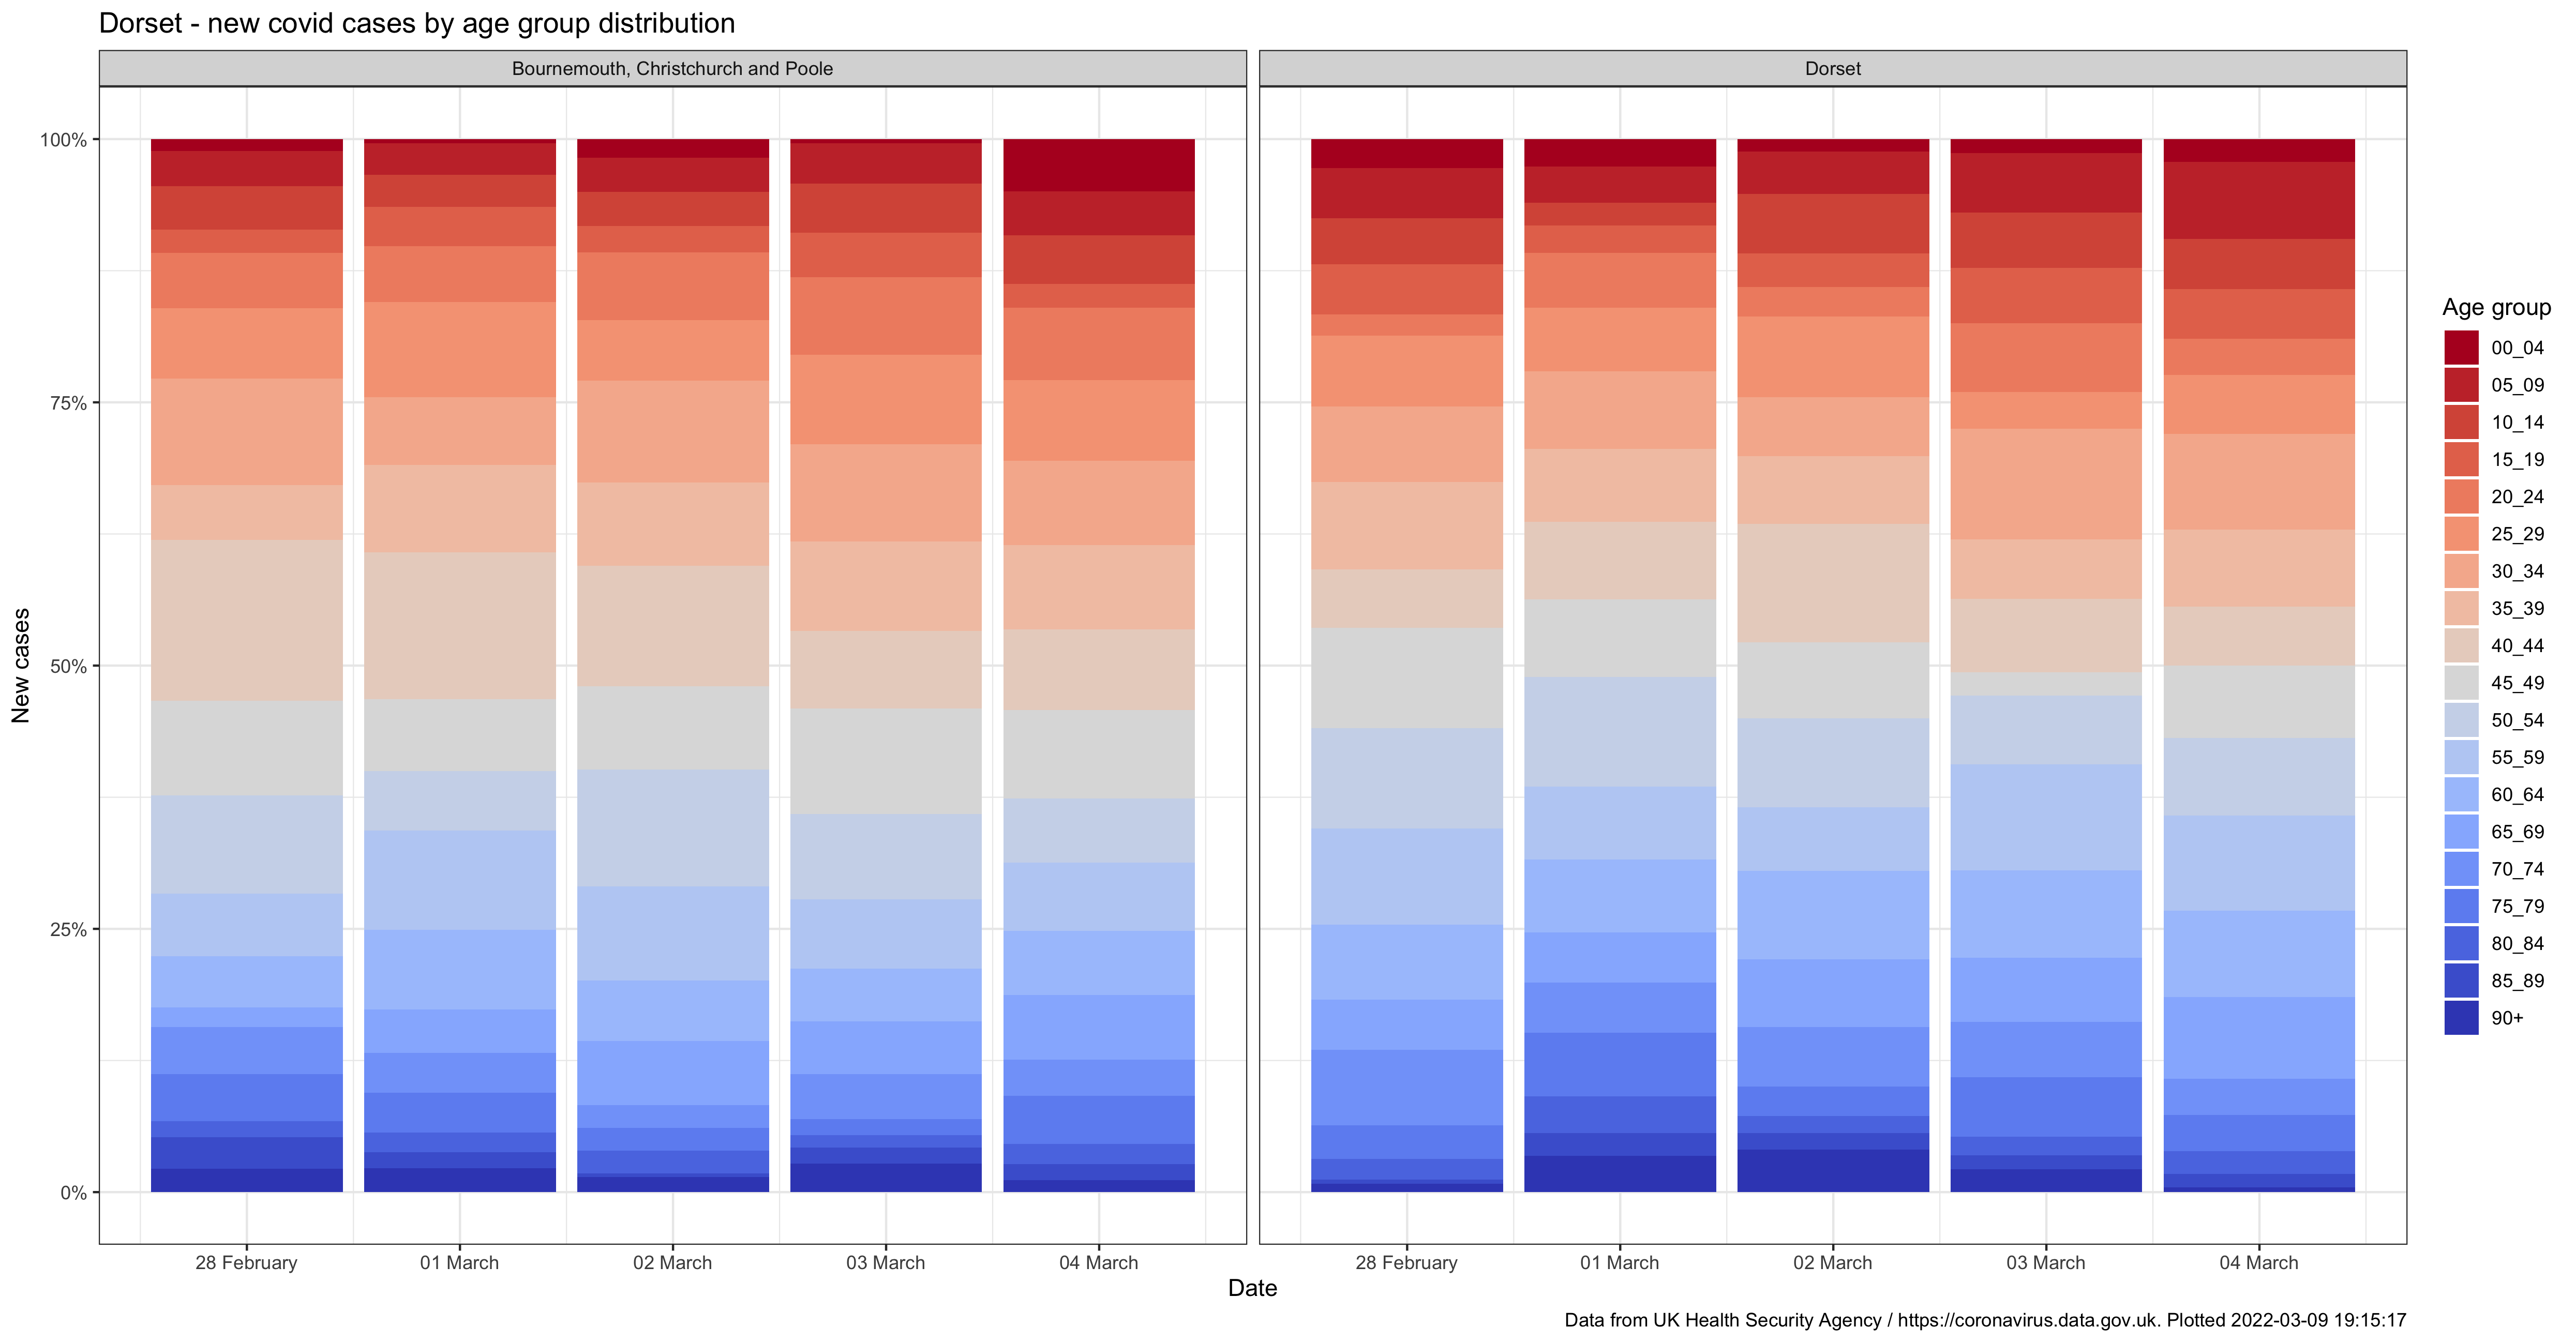 Dorset - new covid cases by age group distribution
Bournemouth, Christchurch and Poole
Dorset
New cases
100%
75%
50%
25%
0%
28 February
01 March
02 March
03 March
04 March
28 February
01 March
02 March
03 March
04 March
Date
Age group
00_04
05_09
10_14
15_19
20_24
25_29
30_34
35_39
40_44
45_49
50_54
55_59
60_64
65_69
70_74
75_79
80_84
85_89
90+
Data from UK Health Security Agency / https://coronavirus.data.gov.uk. Plotted 2022-03-09 19:15:17